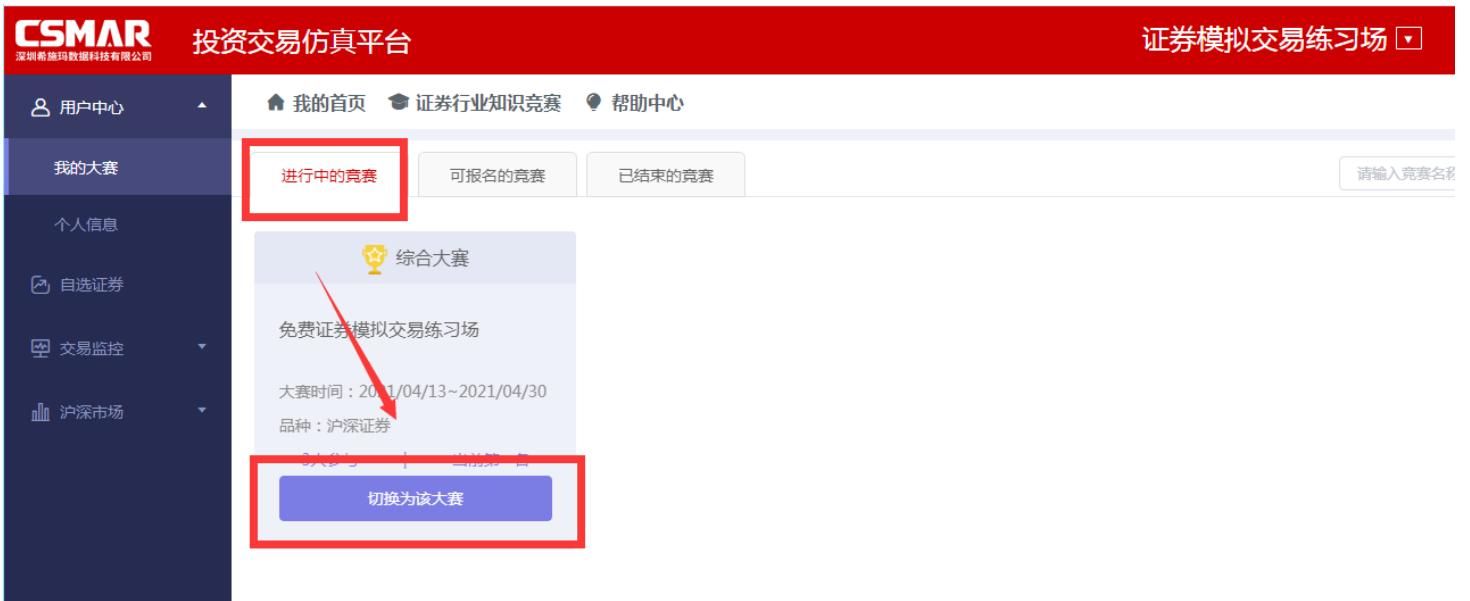 CSMAR
深圳希施玛数据科技有限公司
投资交易仿真平台
证券模拟交易练习场
用户中心
我的首页
证券行业知识竞赛
帮助中心
我的大赛
进行中的竞赛
可报名的竞赛
已结束的竞赛
请输入竞赛名称
个人信息
综合大赛
自选证券
免费证券模拟交易练习场
交易监控
大赛时间：2021/04/13~2021/04/30
沪深市场
品种：沪深证券
切换为该大赛